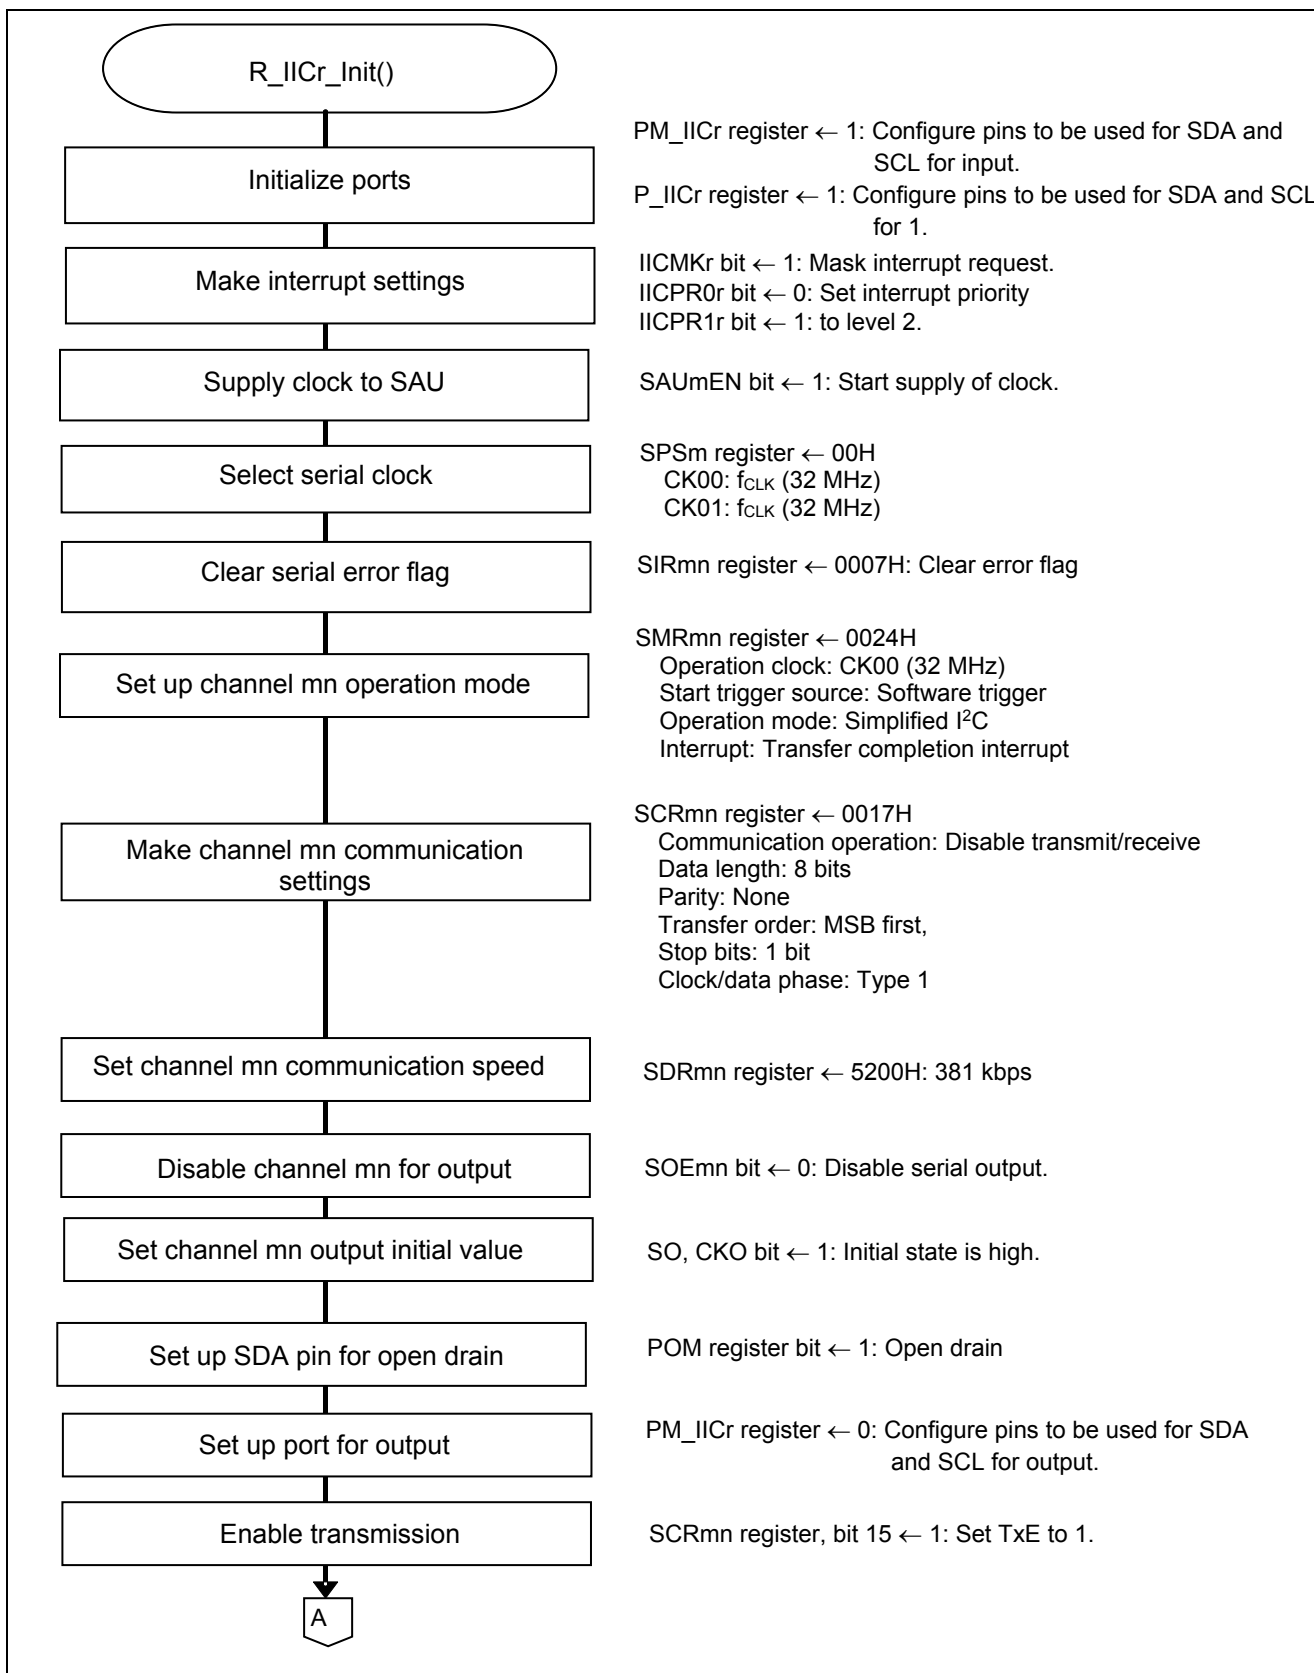 R_IICr_Init()
PM_IICr register ← 1: Configure pins to be used for SDA and
SCL for input.
Initialize ports
P_IICr register ← 1: Configure pins to be used for SDA and SCL
for 1.
Make interrupt settings
IICMKr bit ← 1: Mask interrupt request.
IICPR0r bit ← 0: Set interrupt priority
IICPR1r bit ← 1: to level 2.
Supply clock to SAU
SAUmEN bit ← 1: Start supply of clock.
Select serial clock
SPSm register ← 00H
CK00: fCLK (32 MHz)
CK01: fCLK (32 MHz)
Clear serial error flag
SIRmn register ← 0007H: Clear error flag
Set up channel mn operation mode
SMRmn register ← 0024H
Operation clock: CK00 (32 MHz)
Start trigger source: Software trigger
Operation mode: Simplified I²C
Interrupt: Transfer completion interrupt
Make channel mn communication
settings
SCRmn register ← 0017H
Communication operation: Disable transmit/receive
Data length: 8 bits
Parity: None
Transfer order: MSB first,
Stop bits: 1 bit
Clock/data phase: Type 1
Set channel mn communication speed
SDRmn register ← 5200H: 381 kbps
Disable channel mn for output
SOEmn bit ← 0: Disable serial output.
Set channel mn output initial value
SO, CKO bit ← 1: Initial state is high.
Set up SDA pin for open drain
POM register bit ← 1: Open drain
Set up port for output
PM_IICr register ← 0: Configure pins to be used for SDA
and SCL for output.
Enable transmission
SCRmn register, bit 15 ← 1: Set TxE to 1.
A